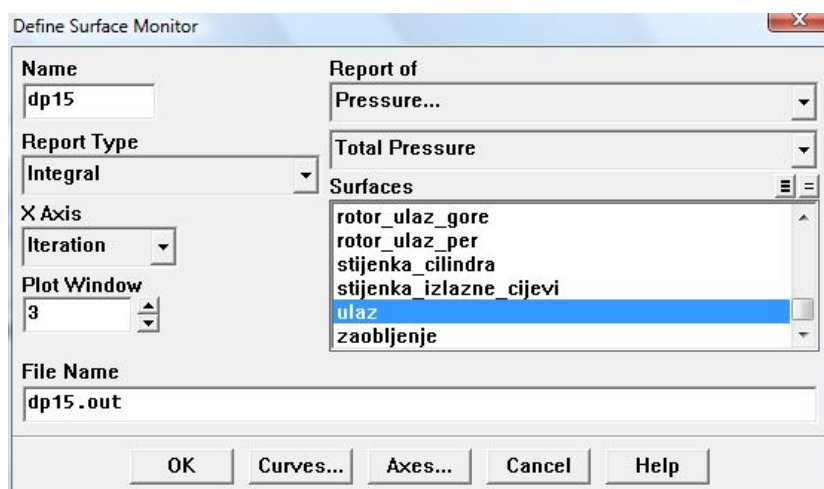 Define Surface Monitor
Name
dp15
Report Type
Integral
X Axis
Iteration
Plot Window
3
Report of
Pressure...
Total Pressure
Surfaces
rotor_ulaz_gore
rotor_ulaz_per
stijenka_cilindra
stijenka_izlazne_cijevi
ulaz
zaobljenje
File Name
dp15.out
OK Curves... Axes... Cancel Help